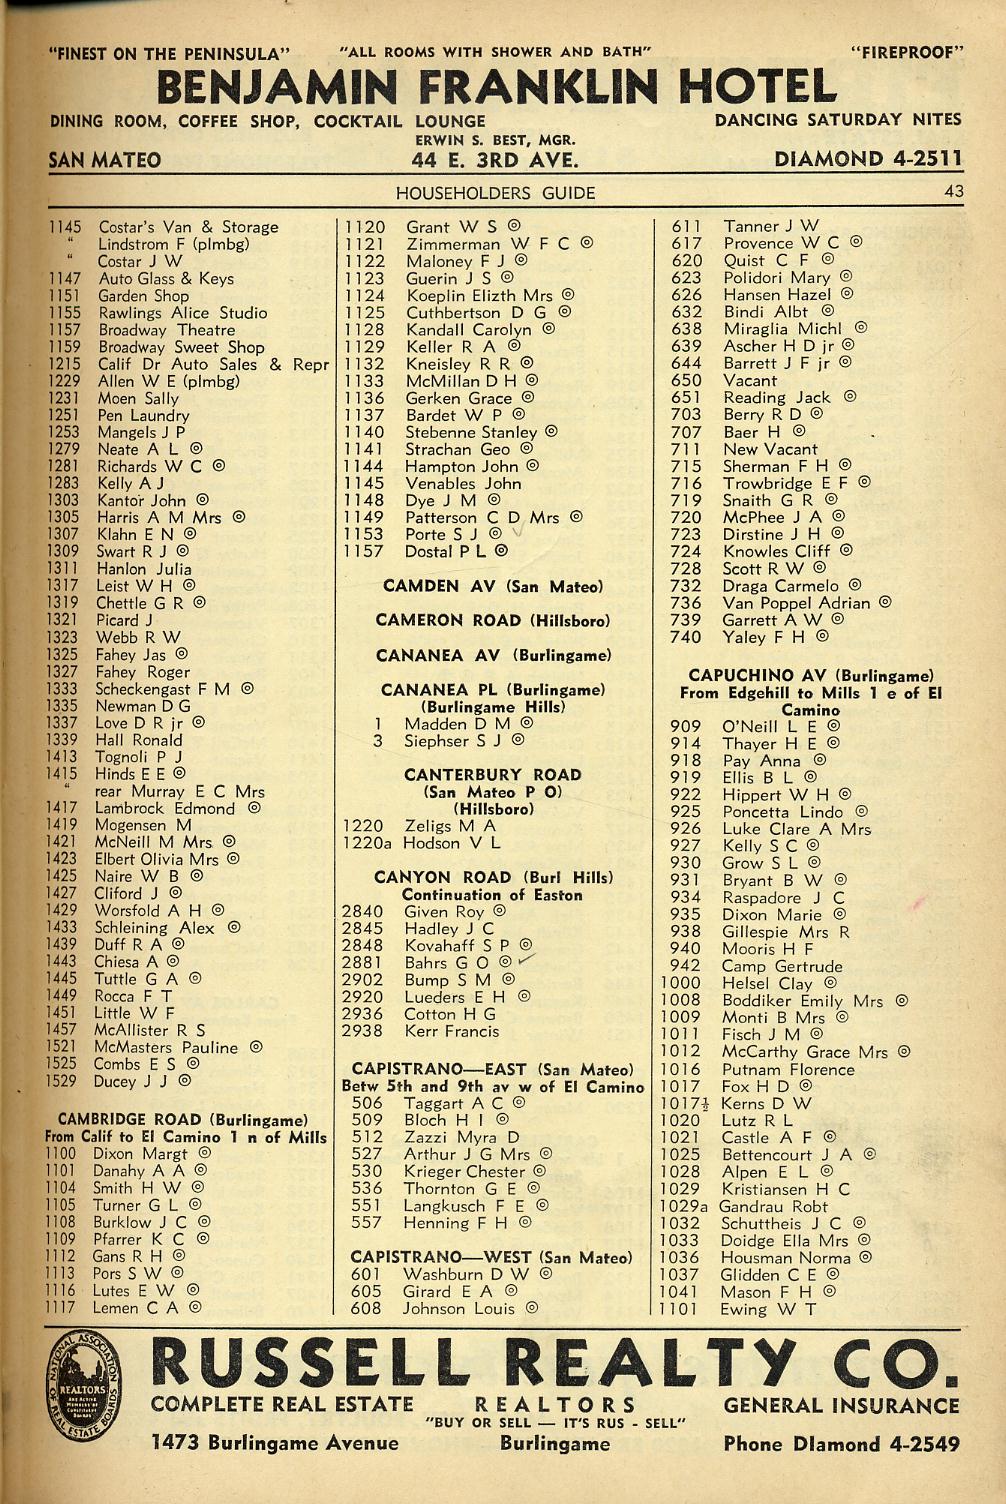 "FINEST ON THE PENINSULA" "ALL ROOMS WITH SHOWER AND BATH" "FIREPROOF"
BENJAMIN FRANKLIN HOTEL
DINING ROOM, COFFEE SHOP, COCKTAIL LOUNGE DANCING SATURDAY NITES
ERWIN S. BEST, MGR.
SAN MATEO 44 E. 3RD AVE. DIAMOND 4-2511
HOUSEHOLDERS GUIDE 43
1145 Costar's Van & Storage
" Lindstrom F (plmbg)
" Costar J W
1147 Auto Glass & Keys
1151 Garden Shop
1155 Rawlings Alice Studio
1157 Broadway Theatre
1159 Broadway Sweet Shop
1215 Calif Dr Auto Sales & Repr
1229 Allen W E (plmbg)
1231 Moen Sally
1251 Pen Laundry
1253 Mangels J P
1279 Neate A L ⊚
1281 Richards W C ⊚
1283 Kelly A J
1303 Kantor John ⊚
1305 Harris A M Mrs ⊚
1307 Klahn E N ⊚
1309 Swart R J ⊚
1311 Hanlon Julia
1317 Leist W H ⊚
1319 Chettle G R ⊚
1321 Picard J
1323 Webb R W
1325 Fahey Jas ⊚
1327 Fahey Roger
1333 Scheckengast F M ⊚
1335 Newman D G
1337 Love D R jr ⊚
1339 Hall Ronald
1413 Tognoli P J
1415 Hinds E E ⊚
" rear Murray E C Mrs
1417 Lambrock Edmond ⊚
1419 Mogensen M
1421 McNeill M Mrs ⊚
1423 Elbert Olivia Mrs ⊚
1425 Naire W B ⊚
1427 Cliford J ⊚
1429 Worsfold A H ⊚
1433 Schleining Alex ⊚
1439 Duff R A ⊚
1443 Chiesa A ⊚
1445 Tuttle G A ⊚
1449 Rocca F T
1451 Little W F
1457 McAllister R S
1521 McMasters Pauline ⊚
1525 Combs E S ⊚
1529 Ducey J J ⊚
CAMBRIDGE ROAD (Burlingame)
From Calif to El Camino 1 n of Mills
1100 Dixon Margt ⊚
1101 Danahy A A ⊚
1104 Smith H W ⊚
1105 Turner G L ⊚
1108 Burklow J C ⊚
1109 Pfarrer K C ⊚
1112 Gans R H ⊚
1113 Pors S W ⊚
1116 Lutes E W ⊚
1117 Lemen C A ⊚
1120 Grant W S ⊚
1121 Zimmerman W F C ⊚
1122 Maloney F J ⊚
1123 Guerin J S ⊚
1124 Koeplin Elizth Mrs ⊚
1125 Cuthbertson D G ⊚
1128 Kandall Carolyn ⊚
1129 Keller R A ⊚
1132 Kneisley R R ⊚
1133 McMillan D H ⊚
1136 Gerken Grace ⊚
1137 Bardet W P ⊚
1140 Stebenne Stanley ⊚
1141 Strachan Geo ⊚
1144 Hampton John ⊚
1145 Venables John
1148 Dye J M ⊚
1149 Patterson C D Mrs ⊚
1153 Porte S J ⊚
1157 Dostal P L ⊚
CAMDEN AV (San Mateo)
CAMERON ROAD (Hillsboro)
CANANEA AV (Burlingame)
CANANEA PL (Burlingame)
(Burlingame Hills)
1 Madden D M ⊚
3 Siephser S J ⊚
CANTERBURY ROAD
(San Mateo P O)
(Hillsboro)
1220 Zeligs M A
1220a Hodson V L
CANYON ROAD (Burl Hills)
Continuation of Easton
2840 Given Roy ⊚
2845 Hadley J C
2848 Kovahaff S P ⊚
2881 Bahrs G O ⊚ ✓
2902 Bump S M ⊚
2920 Lueders E H ⊚
2936 Cotton H G
2938 Kerr Francis
CAPISTRANO—EAST (San Mateo)
Betw 5th and 9th av w of El Camino
506 Taggart A C ⊚
509 Bloch H I ⊚
512 Zazzi Myra D
527 Arthur J G Mrs ⊚
530 Krieger Chester ⊚
536 Thornton G E ⊚
551 Langkusch F E ⊚
557 Henning F H ⊚
CAPISTRANO—WEST (San Mateo)
601 Washburn D W ⊚
605 Girard E A ⊚
608 Johnson Louis ⊚
611 Tanner J W
617 Provence W C ⊚
620 Quist C F ⊚
623 Polidori Mary ⊚
626 Hansen Hazel ⊚
632 Bindi Albt ⊚
638 Miraglia Michl ⊚
639 Ascher H D jr ⊚
644 Barrett J F jr ⊚
650 Vacant
651 Reading Jack ⊚
703 Berry R D ⊚
707 Baer H ⊚
711 New Vacant
715 Sherman F H ⊚
716 Trowbridge E F ⊚
719 Snaith G R ⊚
720 McPhee J A ⊚
723 Dirstine J H ⊚
724 Knowles Cliff ⊚
728 Scott R W ⊚
732 Draga Carmelo ⊚
736 Van Poppel Adrian ⊚
739 Garrett A W ⊚
740 Yaley F H ⊚
CAPUCHINO AV (Burlingame)
From Edgehill to Mills 1 e of El
Camino
909 O'Neill L E ⊚
914 Thayer H E ⊚
918 Pay Anna ⊚
919 Ellis B L ⊚
922 Hippert W H ⊚
925 Poncetta Lindo ⊚
926 Luke Clare A Mrs
927 Kelly S C ⊚
930 Grow S L ⊚
931 Bryant B W ⊚
934 Raspadore J C
935 Dixon Marie ⊚
938 Gillespie Mrs R
940 Mooris H F
942 Camp Gertrude
1000 Helsel Clay ⊚
1008 Boddiker Emily Mrs ⊚
1009 Monti B Mrs ⊚
1011 Fisch J M ⊚
1012 McCarthy Grace Mrs ⊚
1016 Putnam Florence
1017 Fox H D ⊚
1017½ Kerns D W
1020 Lutz R L
1021 Castle A F ⊚
1025 Bettencourt J A ⊚
1028 Alpen E L ⊚
1029 Kristiansen H C
1029a Gandrau Robt
1032 Schuttheis J C ⊚
1033 Doidge Ella Mrs ⊚
1036 Housman Norma ⊚
1037 Glidden C E ⊚
1041 Mason F H ⊚
1101 Ewing W T
NATIONAL ASSOCIATION OF REAL ESTATE BOARDS
REALTORS
RUSSELL REALTY CO.
COMPLETE REAL ESTATE REALTORS GENERAL INSURANCE
"BUY OR SELL — IT'S RUS - SELL"
1473 Burlingame Avenue Burlingame Phone DIamond 4-2549